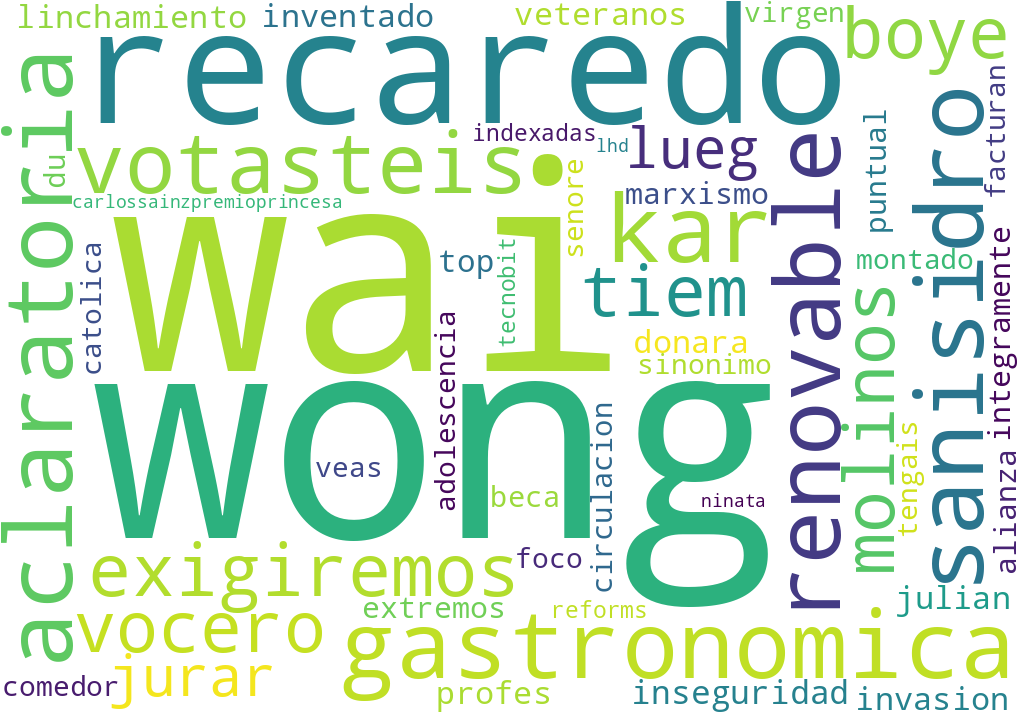 linchamiento
inventado
veteranos
virgen
boye
recaredo
aclaratoria
du
votasteis
indexadas
lhd
lueg
puntual
facturan
carlossainzpremioprincesa
wai
senore
marxismo
kar
renovable
sanisidro
catolica
top
tecnobit
tiem
montado
molinos
integramente
adolescencia
donara
sinonimo
wong
veas
beca
circulacion
ninata
tengais
alianza
exigiremos
foco
julian
vocero
extremos
reforms
gastronomica
comedor
jurar
profes
inseguridad
invasion